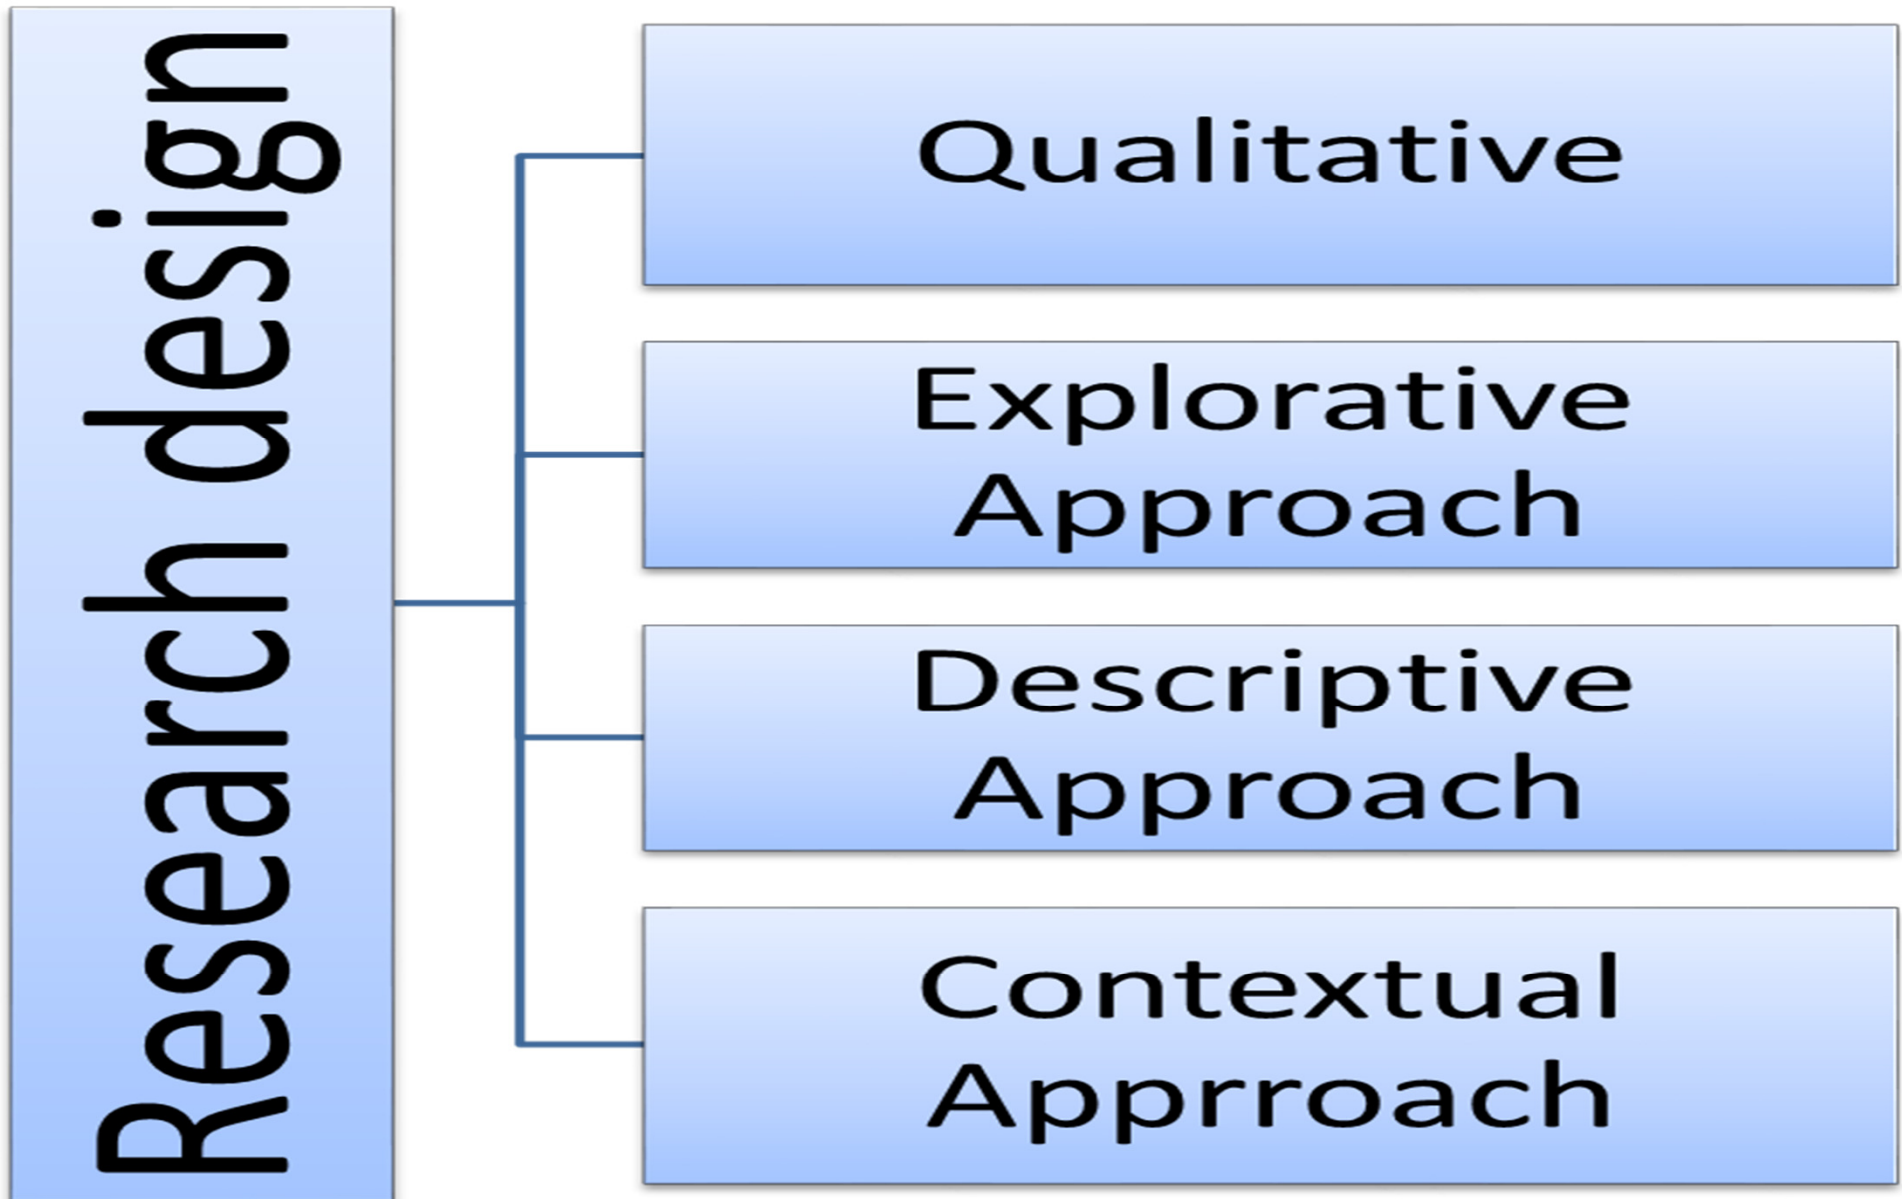 Research design
Qualitative
Explorative
Approach
Descriptive
Approach
Contextual
Apprroach